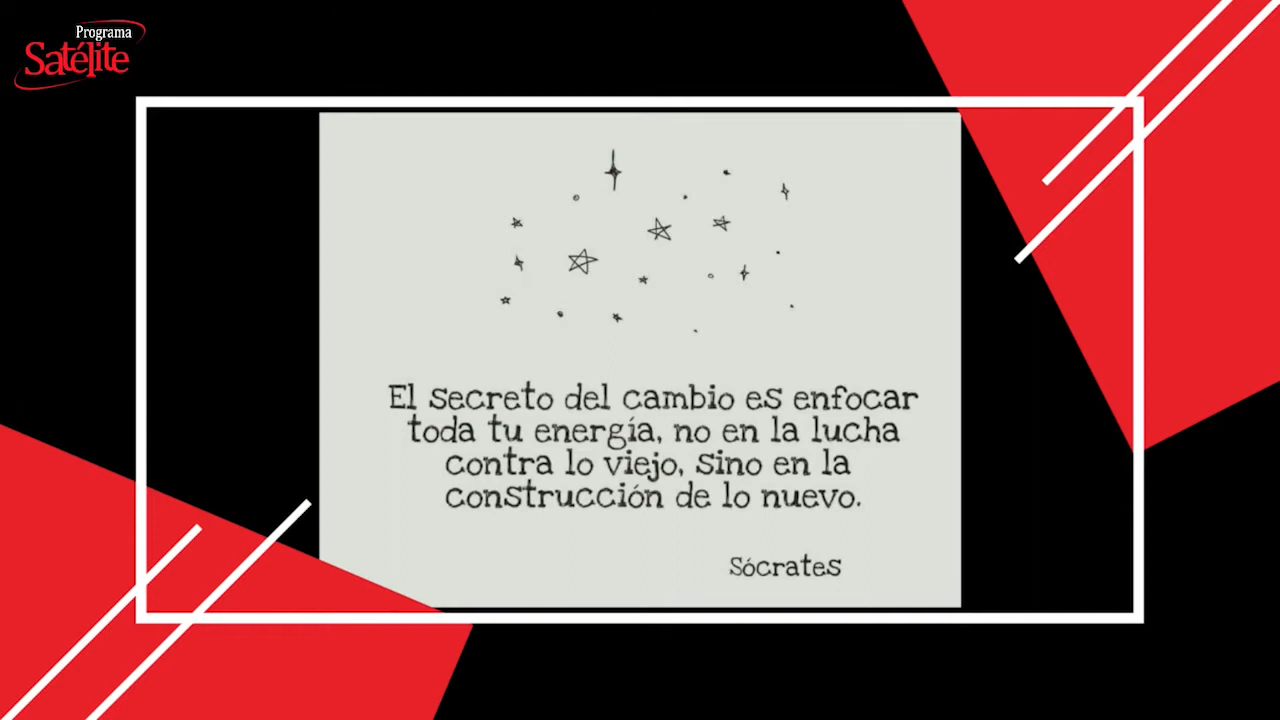 Programa
Satélite
El secreto del cambio es enfocar
toda tu energía, no en la lucha
contra lo viejo, sino en la
construcción de lo nuevo.
Sócrates